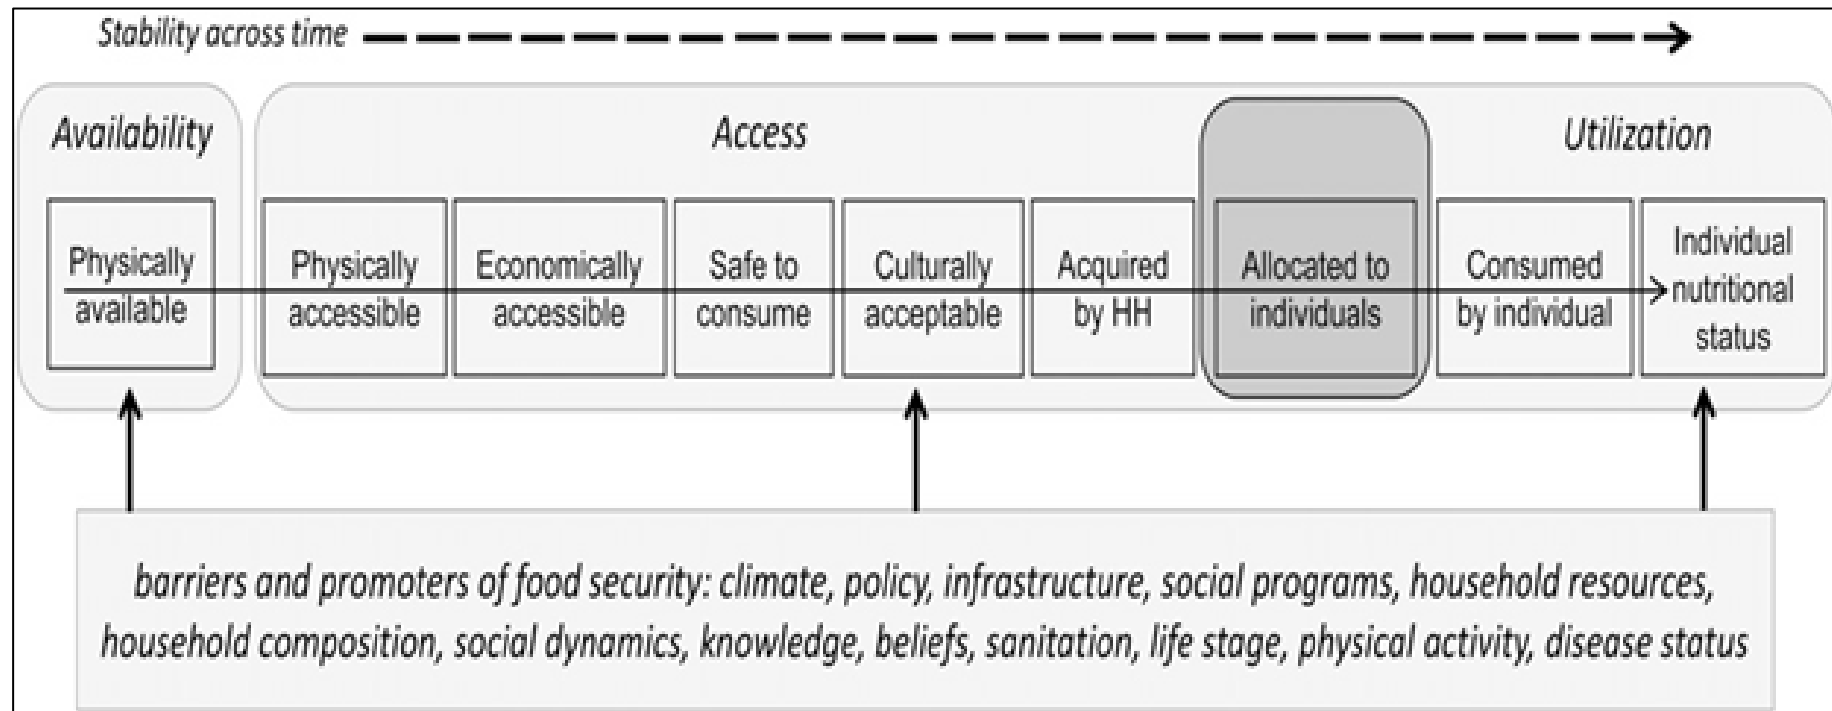 Stability across time
Availability
Access
Utilization
Physically
available
Physically
accessible
Economically
accessible
Safe to
consume
Culturally
acceptable
Acquired
by HH
Allocated to
individuals
Consumed
by individual
Individual
nutritional
status
barriers and promoters of food security: climate, policy, infrastructure, social programs, household resources,
household composition, social dynamics, knowledge, beliefs, sanitation, life stage, physical activity, disease status